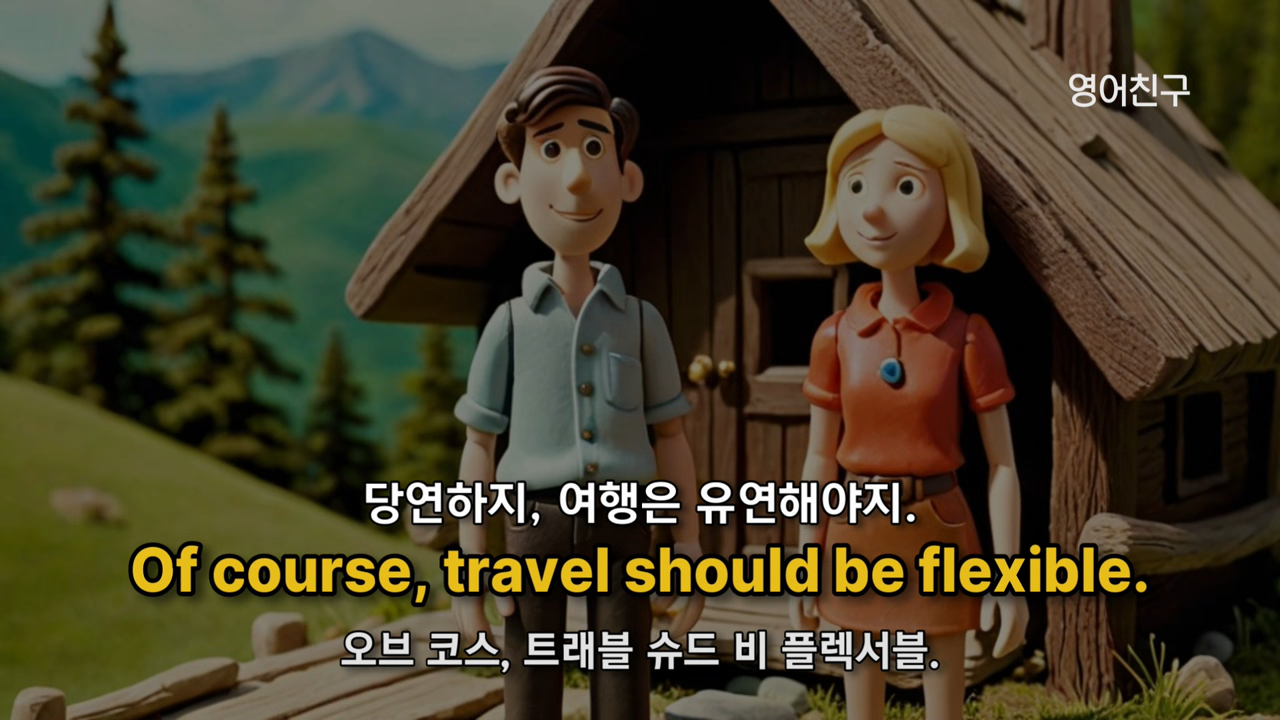 영어친구
당연하지, 여행은 유연해야지.
Of course, travel should be flexible.
오브 코스, 트래블 슈드 비 플렉서블.